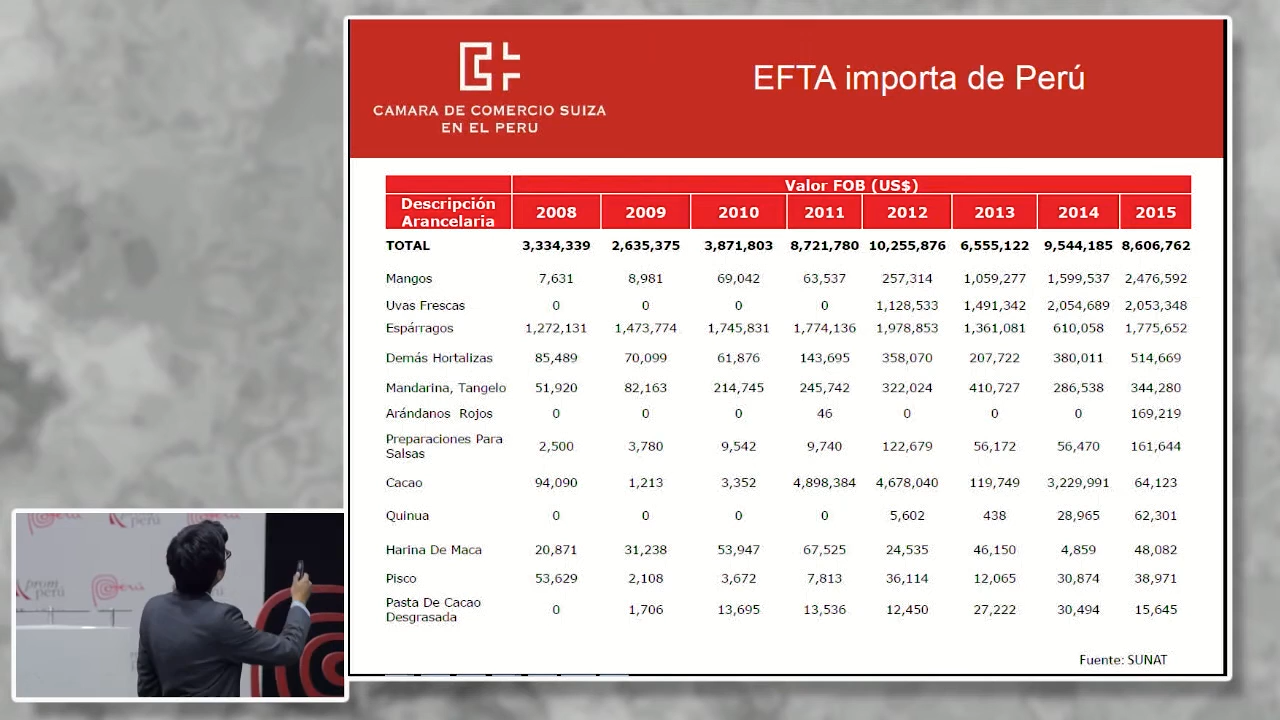 CAMARA DE COMERCIO SUIZA
EN EL PERU
EFTA importa de Perú
Valor FOB (US$)
Descripción
Arancelaria
2008 2009 2010 2011 2012 2013 2014 2015
TOTAL 3,334,339 2,635,375 3,871,803 8,721,780 10,255,876 6,555,122 9,544,185 8,606,762
Mangos 7,631 8,981 69,042 63,537 257,314 1,059,277 1,599,537 2,476,592
Uvas Frescas 0 0 0 0 1,128,533 1,491,342 2,054,689 2,053,348
Espárragos 1,272,131 1,473,774 1,745,831 1,774,136 1,978,853 1,361,081 610,058 1,775,652
Demás Hortalizas 85,489 70,099 61,876 143,695 358,070 207,722 380,011 514,669
Mandarina, Tangelo 51,920 82,163 214,745 245,742 322,024 410,727 286,538 344,280
Arándanos Rojos 0 0 0 46 0 0 0 169,219
Preparaciones Para
Salsas 2,500 3,780 9,542 9,740 122,679 56,172 56,470 161,644
Cacao 94,090 1,213 3,352 4,898,384 4,678,040 119,749 3,229,991 64,123
Quinua 0 0 0 0 5,602 438 28,965 62,301
Harina De Maca 20,871 31,238 53,947 67,525 24,535 46,150 4,859 48,082
Pisco 53,629 2,108 3,672 7,813 36,114 12,065 30,874 38,971
Pasta De Cacao
Desgrasada 0 1,706 13,695 13,536 12,450 27,222 30,494 15,645
Fuente: SUNAT
prom
perú
Perú